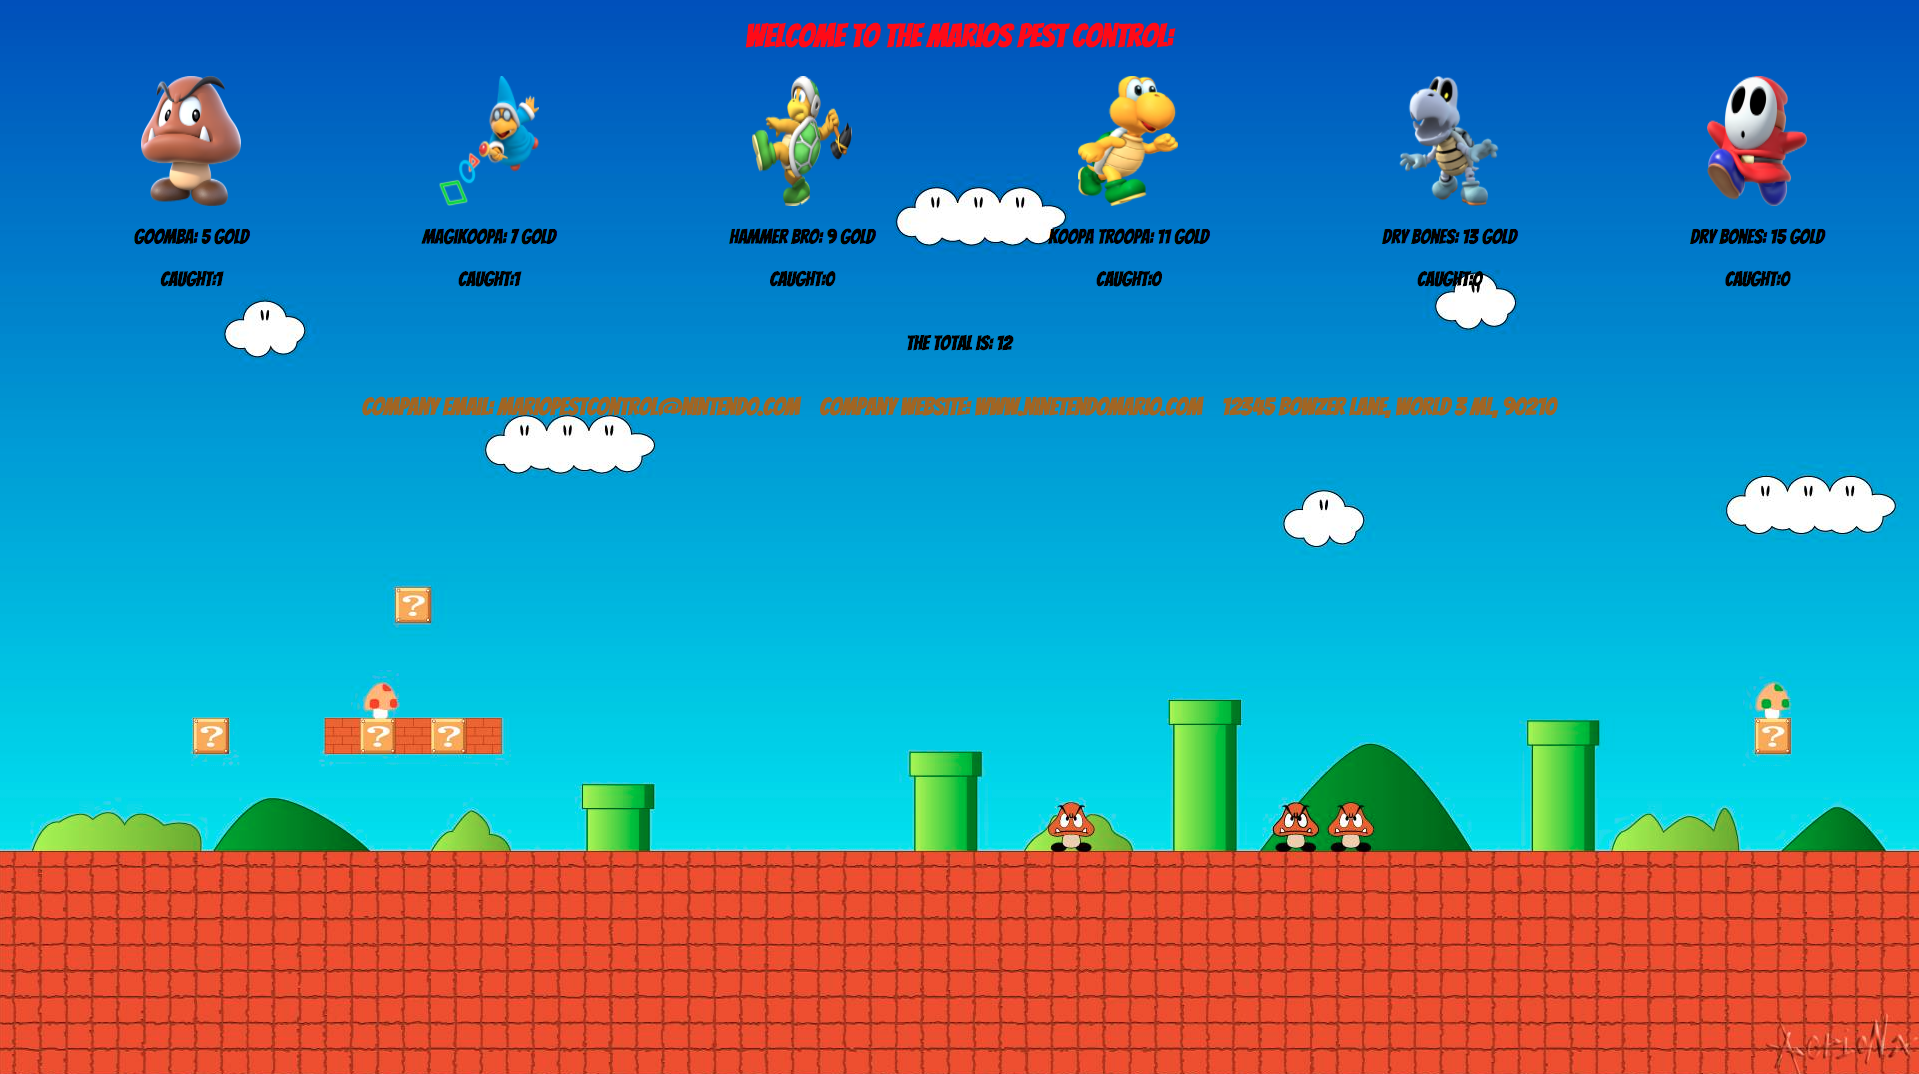 WELCOME TO THE MARIOS PEST CONTROL:
GOOMBA: 5 GOLD
MAGIKOOPA: 7 GOLD
HAMMER BRO: 9 GOLD
KOOPA TROOPA: 11 GOLD
DRY BONES: 13 GOLD
DRY BONES: 15 GOLD
CAUGHT:1
CAUGHT:1
CAUGHT:0
CAUGHT:0
CAUGHT:0
CAUGHT:0
THE TOTAL IS: 12
COMPANY EMAIL: MARIOPESTCONTROL@NINTENDO.COM COMPANY WEBSITE: WWW.NINETENDOMARIO.COM 12345 BOWZER LANE, WORLD 3 MI, 90210
?
? ? ? ?